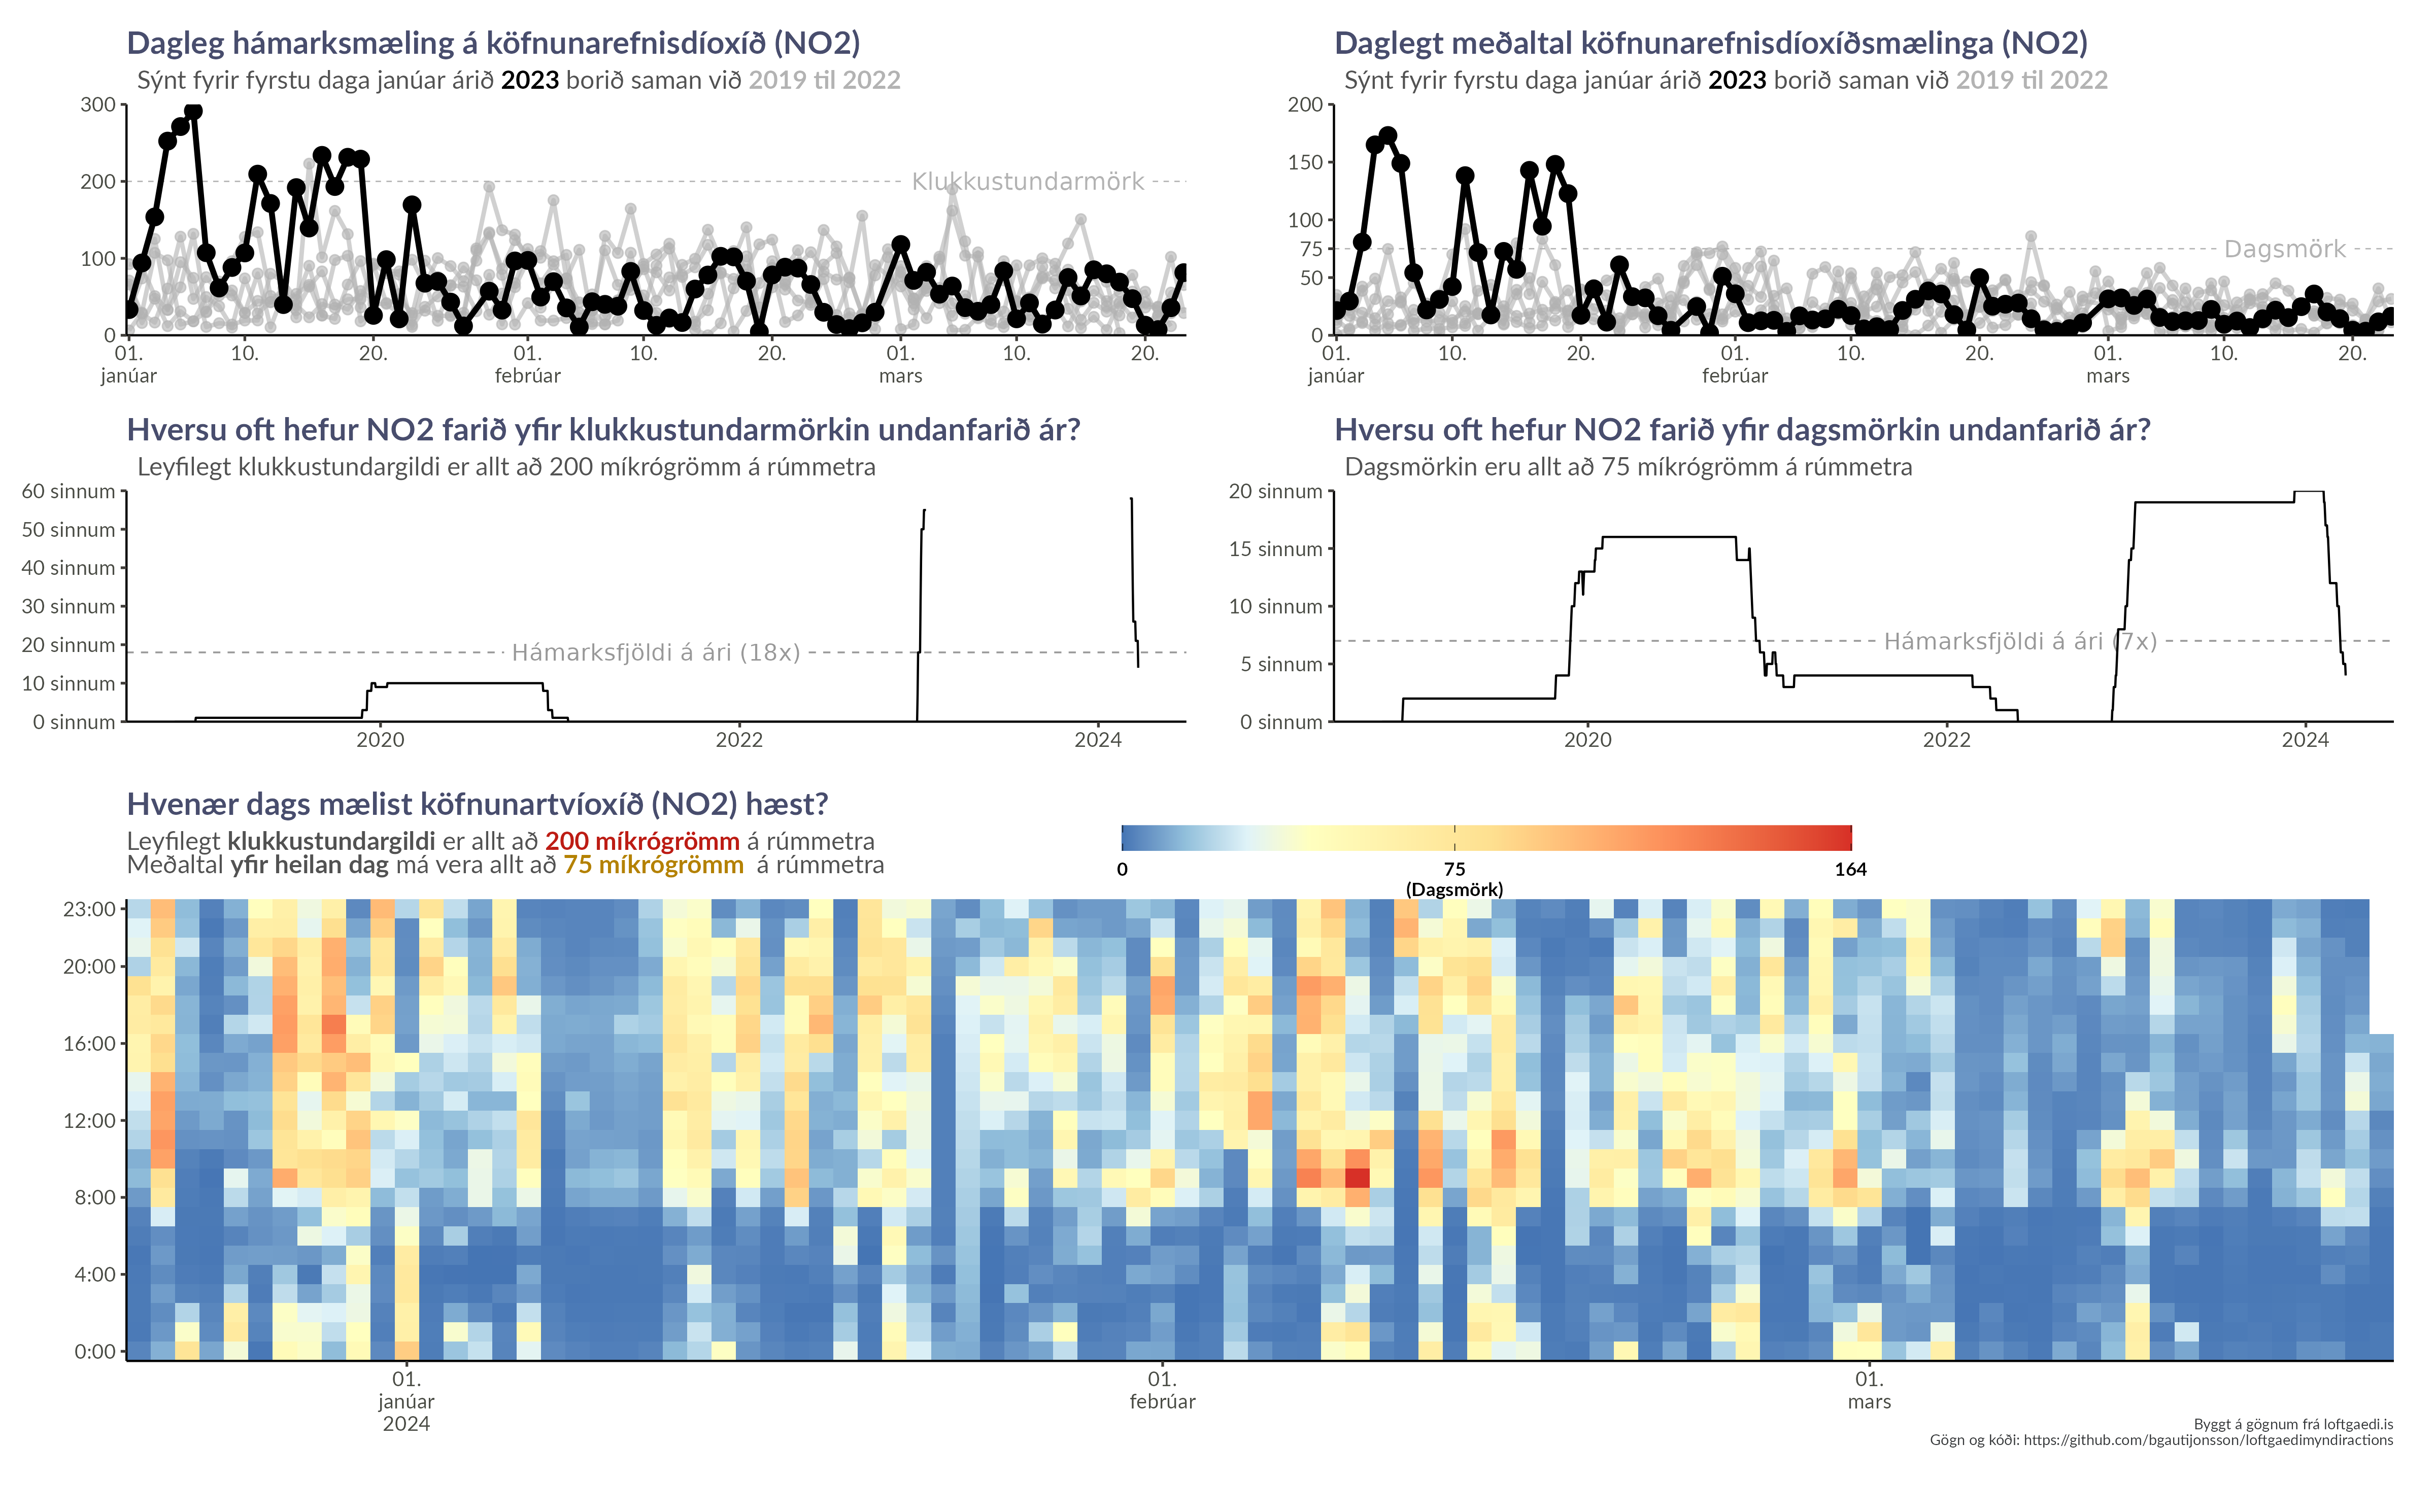 Dagleg hámarksmæling á köfnunarefnisdíoxíð (NO2)
Sýnt fyrir fyrstu daga janúar árið 2023 borið saman við 2019 til 2022
300
200
100
0
Klukkustundarmörk
01. 10. 20. 01. 10. 20. 01. 10. 20.
janúar febrúar mars
Daglegt meðaltal köfnunarefnisdíoxíðsmælinga (NO2)
Sýnt fyrir fyrstu daga janúar árið 2023 borið saman við 2019 til 2022
200
150
100
75
50
0
Dagsmörk
01. 10. 20. 01. 10. 20. 01. 10. 20.
janúar febrúar mars
Hversu oft hefur NO2 farið yfir klukkustundarmörkin undanfarið ár?
Leyfilegt klukkustundargildi er allt að 200 míkrógrömm á rúmmetra
60 sinnum
50 sinnum
40 sinnum
30 sinnum
20 sinnum
10 sinnum
0 sinnum
Hámarksfjöldi á ári (18x)
2020 2022 2024
Hversu oft hefur NO2 farið yfir dagsmörkin undanfarið ár?
Dagsmörkin eru allt að 75 míkrógrömm á rúmmetra
20 sinnum
15 sinnum
10 sinnum
5 sinnum
0 sinnum
Hámarksfjöldi á ári (7x)
2020 2022 2024
Hvenær dags mælist köfnunartvíoxíð (NO2) hæst?
Leyfilegt klukkustundargildi er allt að 200 míkrógrömm á rúmmetra
Meðaltal yfir heilan dag má vera allt að 75 míkrógrömm á rúmmetra
0 75 164
(Dagsmörk)
23:00
20:00
16:00
12:00
8:00
4:00
0:00
01. 01. 01.
janúar febrúar mars
2024
Byggt á gögnum frá loftgaedi.is
Gögn og kóði: https://github.com/bgautijonsson/loftgaedimyndiractions